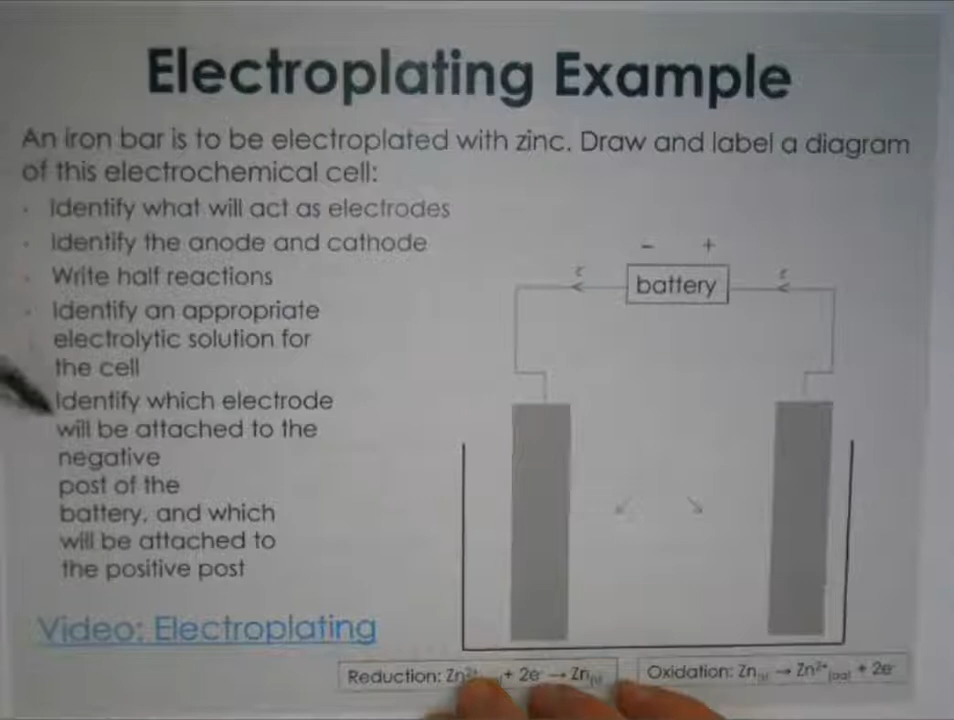 Electroplating Example
An iron bar is to be electroplated with zinc. Draw and label a diagram
of this electrochemical cell:
· Identify what will act as electrodes
· Identify the anode and cathode
· Write half reactions
· Identify an appropriate
electrolytic solution for
the cell
Identify which electrode
will be attached to the
negative
post of the
battery, and which
will be attached to
the positive post
Video: Electroplating
− +
battery
Reduction: Zn²⁺ + 2e⁻ → Zn(s)
Oxidation: Zn(s) → Zn²⁺(aq) + 2e⁻